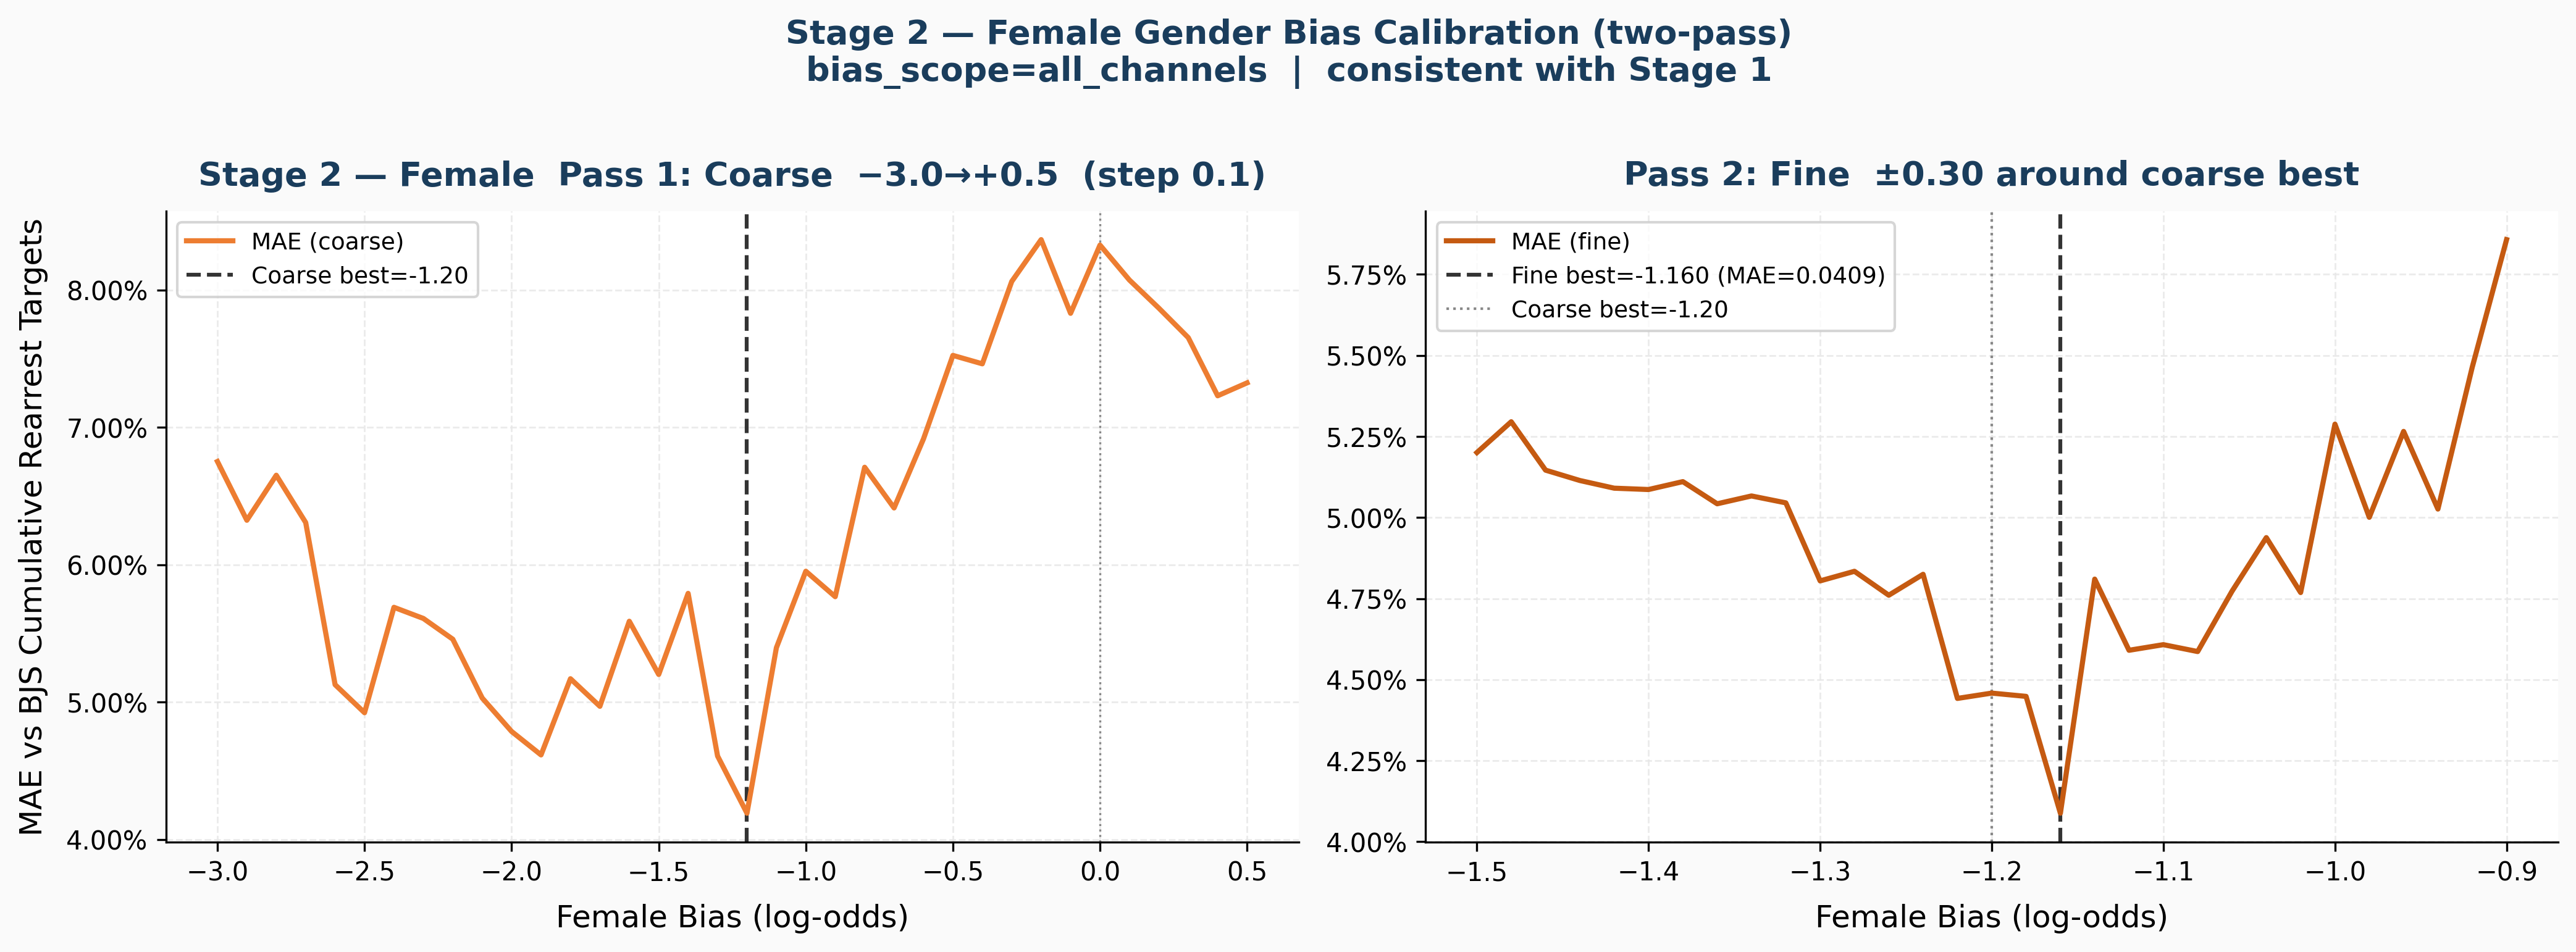 Stage 2 — Female Gender Bias Calibration (two-pass)
bias_scope=all_channels | consistent with Stage 1
Stage 2 — Female  Pass 1: Coarse  −3.0→+0.5  (step 0.1)
MAE vs BJS Cumulative Rearrest Targets
8.00%
7.00%
6.00%
5.00%
4.00%
MAE (coarse)
Coarse best=-1.20
−3.0
−2.5
−2.0
−1.5
−1.0
−0.5
0.0
0.5
Female Bias (log-odds)
Pass 2: Fine  ±0.30 around coarse best
5.75%
5.50%
5.25%
5.00%
4.75%
4.50%
4.25%
4.00%
MAE (fine)
Fine best=-1.160 (MAE=0.0409)
Coarse best=-1.20
−1.5
−1.4
−1.3
−1.2
−1.1
−1.0
−0.9
Female Bias (log-odds)